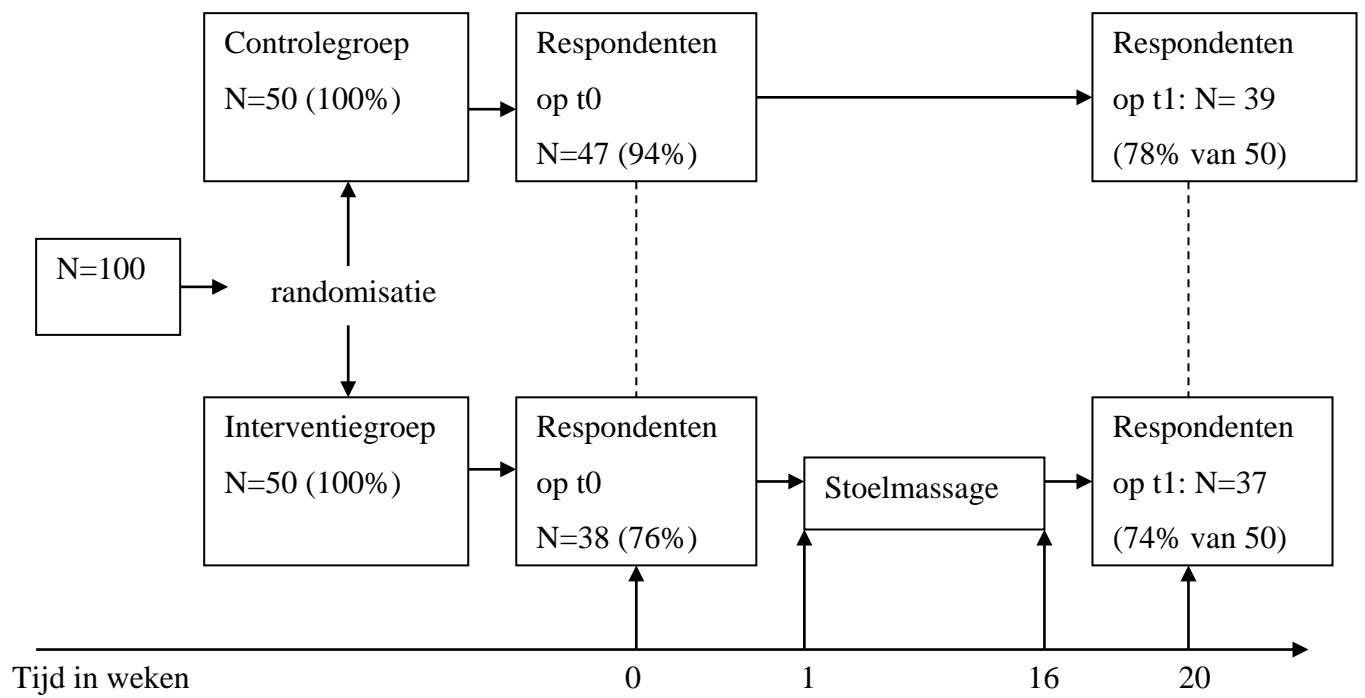 Controlegroep
N=50 (100%)
Respondenten
op t0
N=47 (94%)
Respondenten
op t1: N= 39
(78% van 50)
N=100
randomisatie
Interventiegroep
N=50 (100%)
Respondenten
op t0
N=38 (76%)
Stoelmassage
Respondenten
op t1: N=37
(74% van 50)
Tijd in weken
0
1
16
20